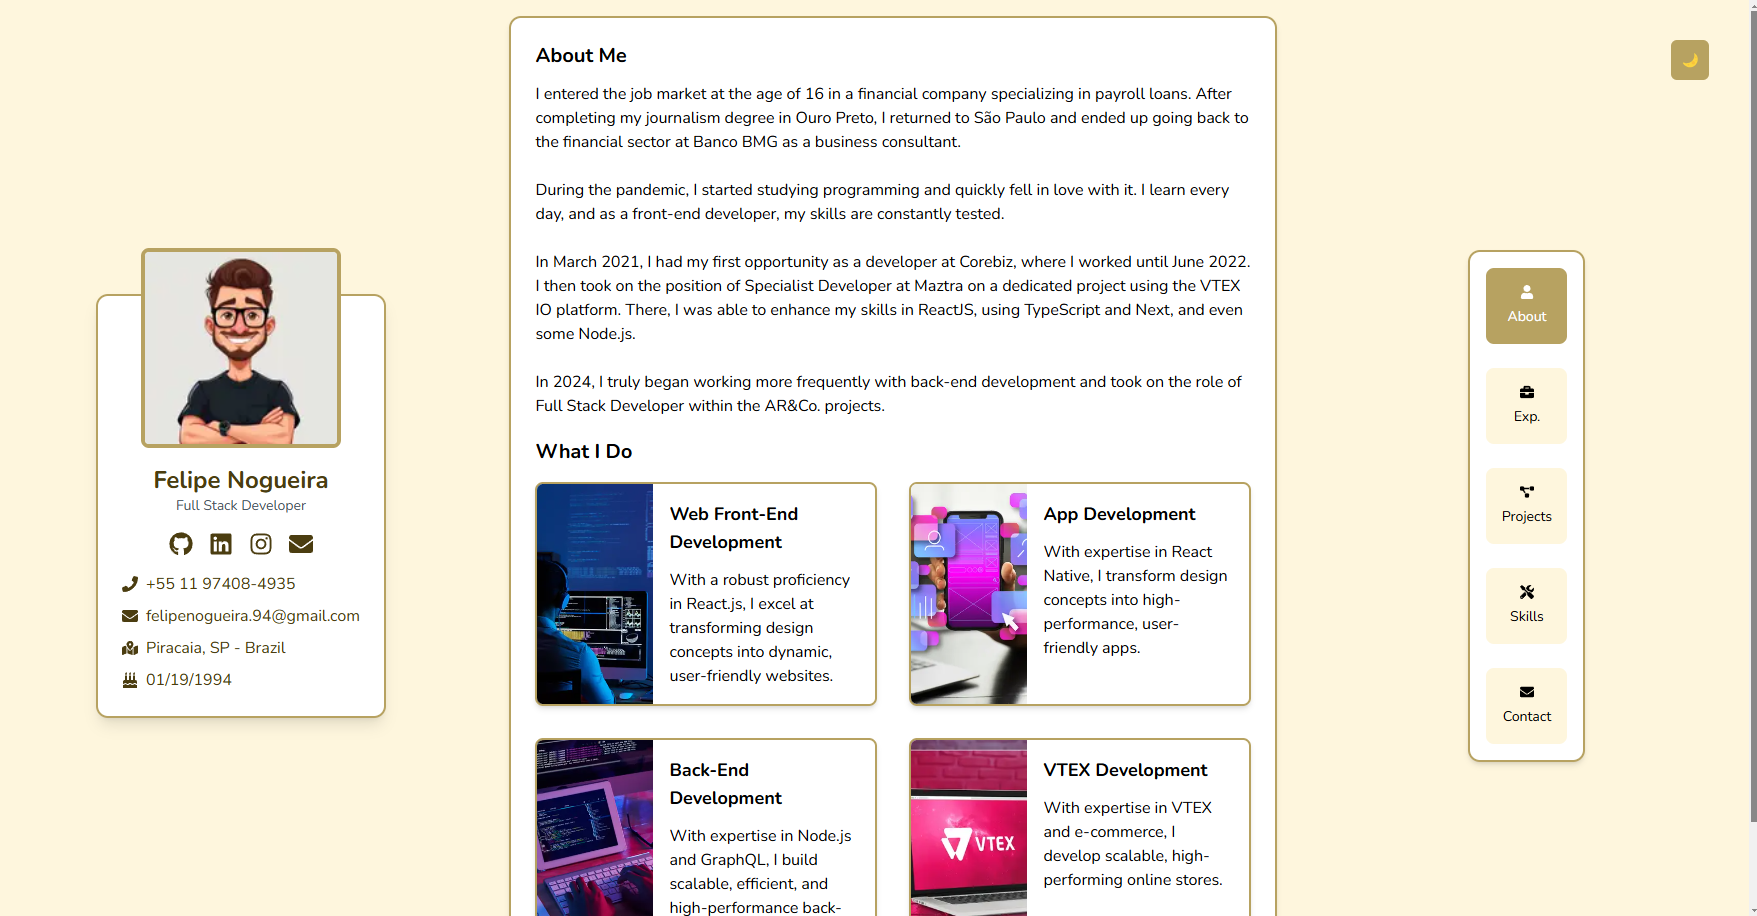 Felipe Nogueira
Full Stack Developer
+55 11 97408-4935
felipenogueira.94@gmail.com
Piracaia, SP - Brazil
01/19/1994
About Me
I entered the job market at the age of 16 in a financial company specializing in payroll loans. After
completing my journalism degree in Ouro Preto, I returned to São Paulo and ended up going back to
the financial sector at Banco BMG as a business consultant.
During the pandemic, I started studying programming and quickly fell in love with it. I learn every
day, and as a front-end developer, my skills are constantly tested.
In March 2021, I had my first opportunity as a developer at Corebiz, where I worked until June 2022.
I then took on the position of Specialist Developer at Maztra on a dedicated project using the VTEX
IO platform. There, I was able to enhance my skills in ReactJS, using TypeScript and Next, and even
some Node.js.
In 2024, I truly began working more frequently with back-end development and took on the role of
Full Stack Developer within the AR&Co. projects.
What I Do
Web Front-End
Development
With a robust proficiency
in React.js, I excel at
transforming design
concepts into dynamic,
user-friendly websites.
App Development
With expertise in React
Native, I transform design
concepts into high-
performance, user-
friendly apps.
Back-End
Development
With expertise in Node.js
and GraphQL, I build
scalable, efficient, and
high-performance back-
VTEX
VTEX Development
With expertise in VTEX
and e-commerce, I
develop scalable, high-
performing online stores.
About
Exp.
Projects
Skills
Contact